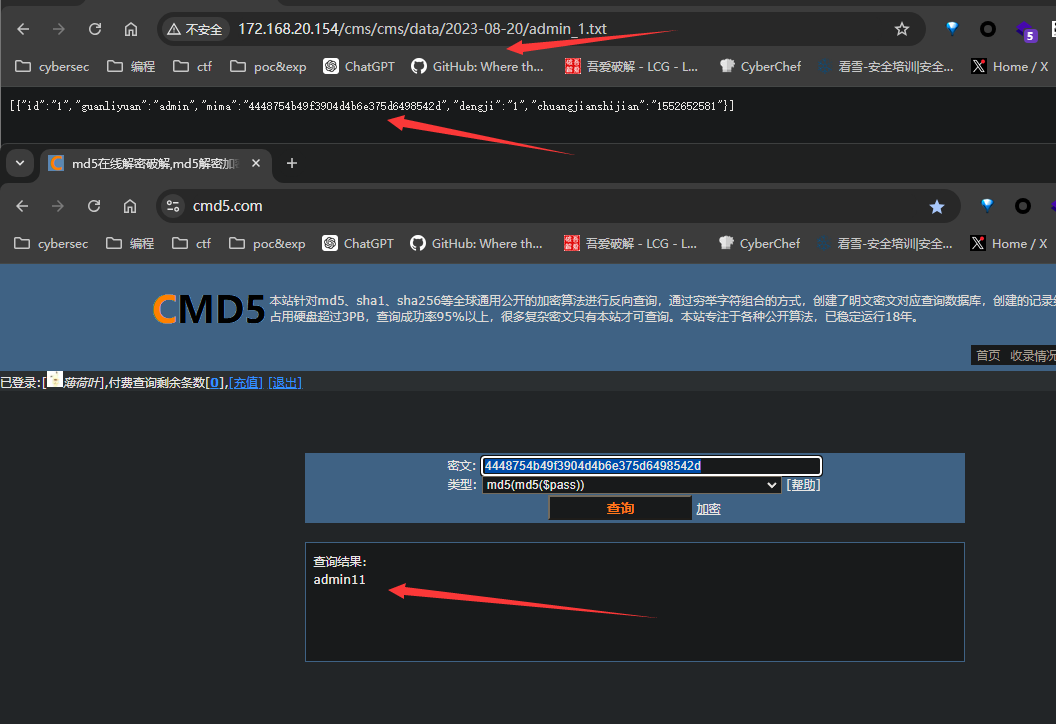 不安全 172.168.20.154/cms/cms/data/2023-08-20/admin_1.txt
5
cybersec 编程 ctf poc&exp ChatGPT GitHub: Where th... 吾爱破解 - LCG - L... CyberChef 看雪-安全培训|安全... Home / X
[{"id":"1","guanliyuan":"admin","mima":"4448754b49f3904d4b6e375d6498542d","dengji":"1","chuangjianshijian":"1552652581"}]
md5在线解密破解,md5解密加
cmd5.com
cybersec 编程 ctf poc&exp ChatGPT GitHub: Where th... 吾爱破解 - LCG - L... CyberChef 看雪-安全培训|安全... Home / X
CMD5
本站针对md5、sha1、sha256等全球通用公开的加密算法进行反向查询，通过穷举字符组合的方式，创建了明文密文对应查询数据库，创建的记录
占用硬盘超过3PB，查询成功率95%以上，很多复杂密文只有本站才可查询。本站专注于各种公开算法，已稳定运行18年。
首页 收录情况
已登录:[薄荷叶],付费查询剩余条数[0],[充值] [退出]
密文: 4448754b49f3904d4b6e375d6498542d
类型: md5(md5($pass)) [帮助]
查询 加密
查询结果:
admin11